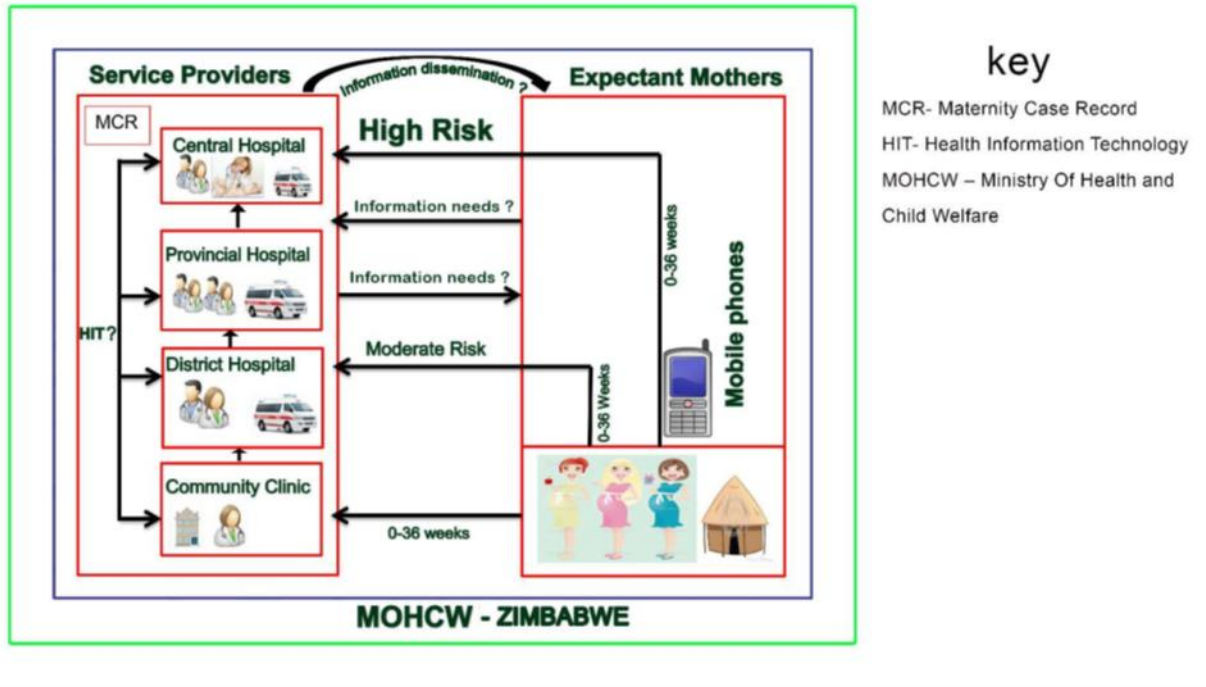 Service Providers
Information dissemination ?
Expectant Mothers
MCR
Central Hospital
High Risk
0-36 weeks
Information needs ?
Provincial Hospital
Information needs ?
Mobile phones
HIT?
District Hospital
Moderate Risk
0-36 Weeks
Community Clinic
0-36 weeks
MOHCW - ZIMBABWE
key
MCR- Maternity Case Record
HIT- Health Information Technology
MOHCW – Ministry Of Health and
Child Welfare